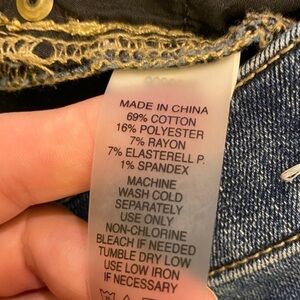 MADE IN CHINA
69% COTTON
16% POLYESTER
7% RAYON
7% ELASTERELL P.
1% SPANDEX
MACHINE
WASH COLD
SEPARATELY
USE ONLY
NON-CHLORINE
BLEACH IF NEEDED
TUMBLE DRY LOW
USE LOW IRON
IF NECESSARY